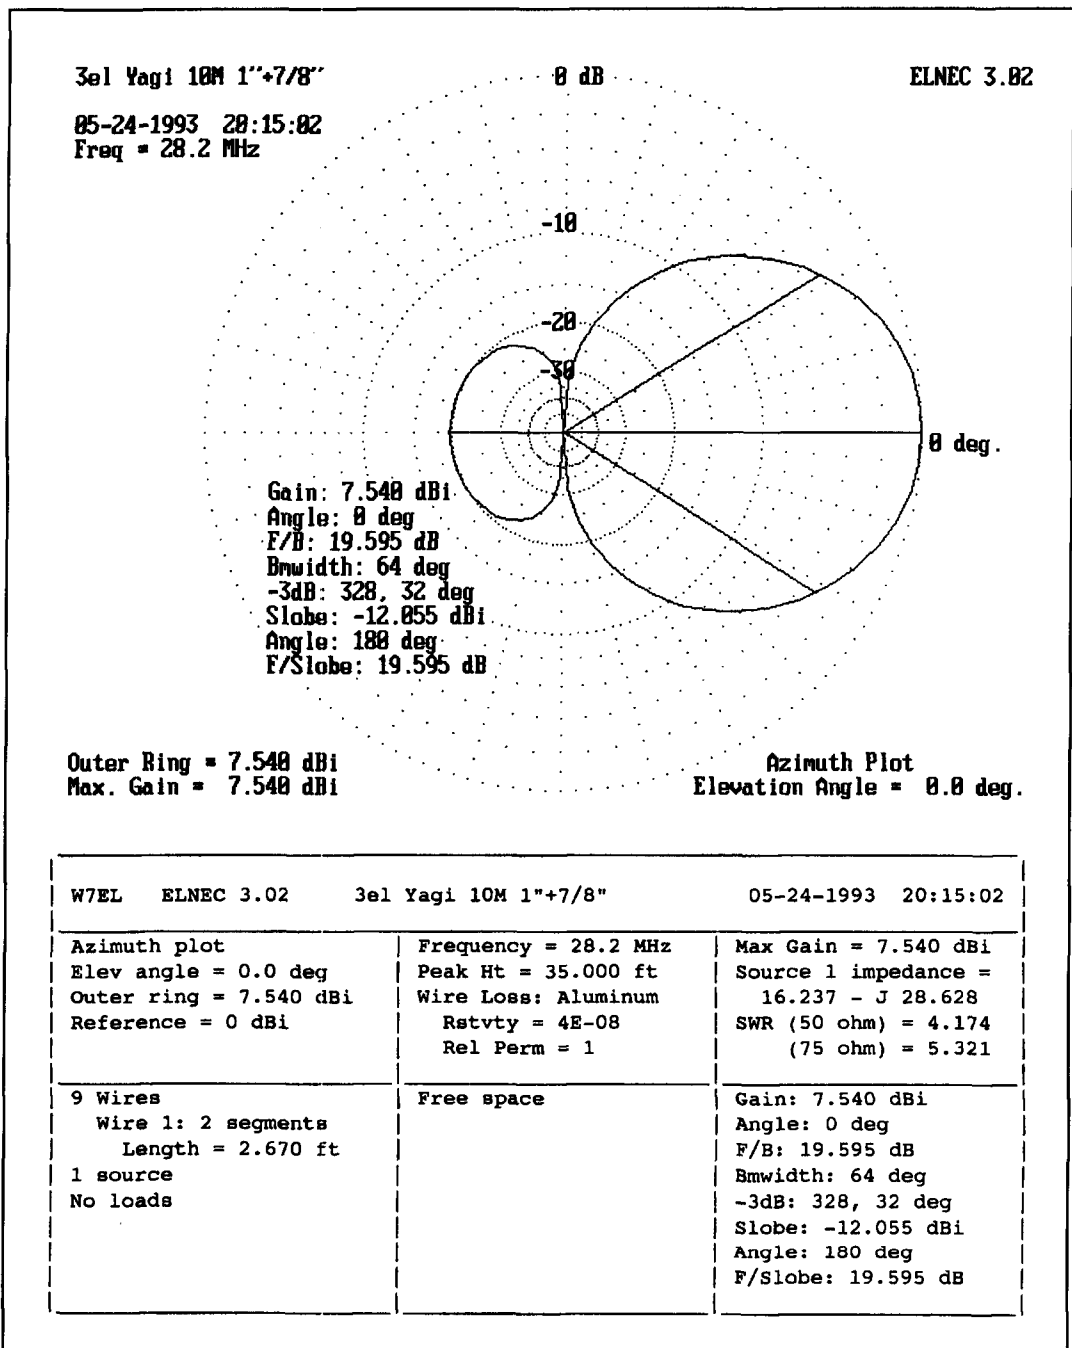 3el Yagi 10M 1"+7/8"
0 dB
ELNEC 3.02
05-24-1993 20:15:02
Freq = 28.2 MHz
-10
-20
-30
0 deg.
Gain: 7.540 dBi
Angle: 0 deg
F/B: 19.595 dB
Bmwidth: 64 deg
-3dB: 328, 32 deg
Slobe: -12.055 dBi
Angle: 180 deg
F/Slobe: 19.595 dB
Outer Ring = 7.540 dBi
Max. Gain = 7.540 dBi
Azimuth Plot
Elevation Angle = 0.0 deg.
W7EL ELNEC 3.02 3el Yagi 10M 1"+7/8" 05-24-1993 20:15:02
Azimuth plot
Elev angle = 0.0 deg
Outer ring = 7.540 dBi
Reference = 0 dBi
Frequency = 28.2 MHz
Peak Ht = 35.000 ft
Wire Loss: Aluminum
Rstvty = 4E-08
Rel Perm = 1
Max Gain = 7.540 dBi
Source 1 impedance =
16.237 - J 28.628
SWR (50 ohm) = 4.174
(75 ohm) = 5.321
9 Wires
Wire 1: 2 segments
Length = 2.670 ft
1 source
No loads
Free space
Gain: 7.540 dBi
Angle: 0 deg
F/B: 19.595 dB
Bmwidth: 64 deg
-3dB: 328, 32 deg
Slobe: -12.055 dBi
Angle: 180 deg
F/Slobe: 19.595 dB